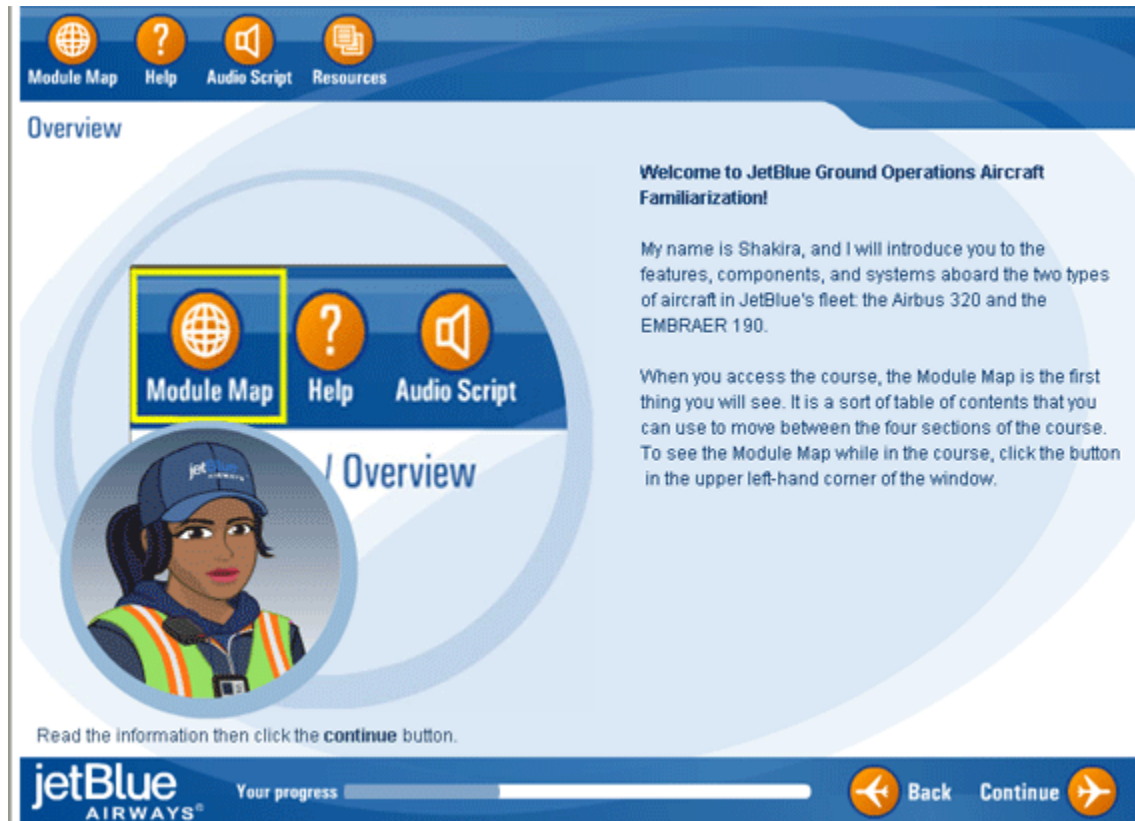 Module Map Help Audio Script Resources
Overview
Welcome to JetBlue Ground Operations Aircraft
Familiarization!
My name is Shakira, and I will introduce you to the
features, components, and systems aboard the two types
of aircraft in JetBlue's fleet: the Airbus 320 and the
EMBRAER 190.
When you access the course, the Module Map is the first
thing you will see. It is a sort of table of contents that you
can use to move between the four sections of the course.
To see the Module Map while in the course, click the button
in the upper left-hand corner of the window.
Module Map Help Audio Script
/ Overview
jetBlue
AIRWAYS
Read the information then click the continue button.
jetBlue
AIRWAYS®
Your progress
Back Continue